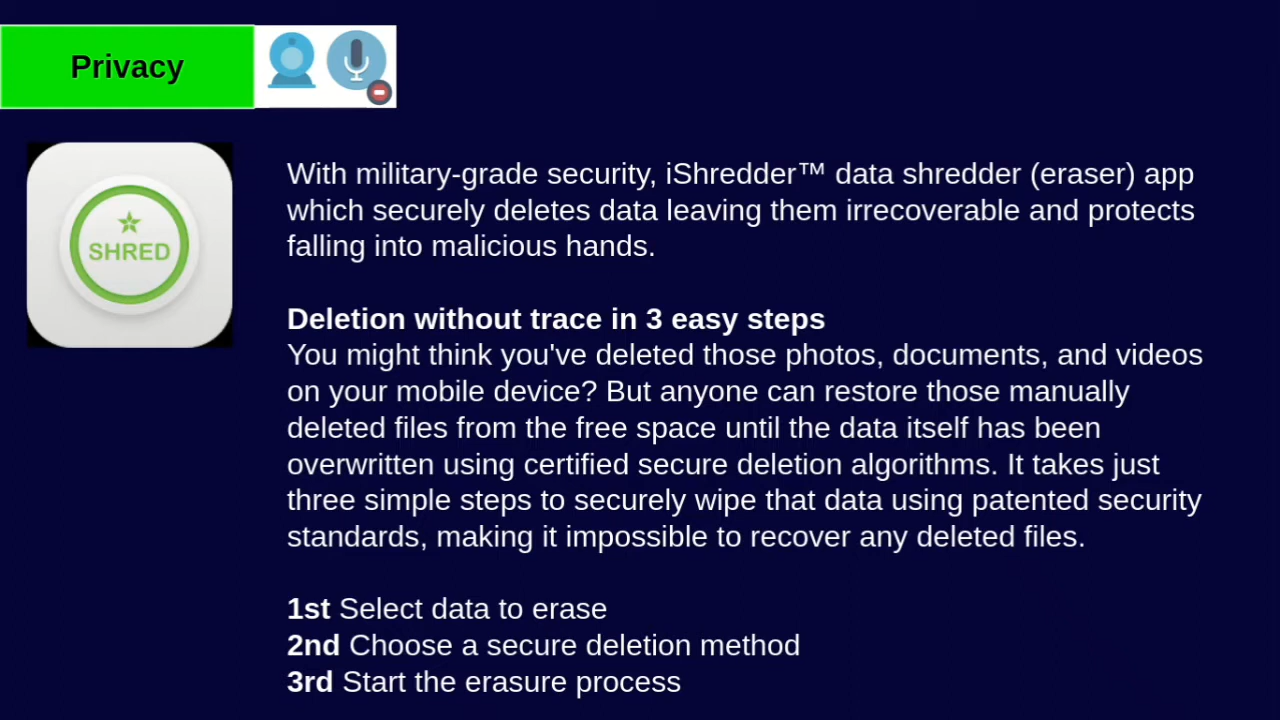 Privacy
SHRED
With military-grade security, iShredder™ data shredder (eraser) app
which securely deletes data leaving them irrecoverable and protects
falling into malicious hands.
Deletion without trace in 3 easy steps
You might think you've deleted those photos, documents, and videos
on your mobile device? But anyone can restore those manually
deleted files from the free space until the data itself has been
overwritten using certified secure deletion algorithms. It takes just
three simple steps to securely wipe that data using patented security
standards, making it impossible to recover any deleted files.
1st Select data to erase
2nd Choose a secure deletion method
3rd Start the erasure process